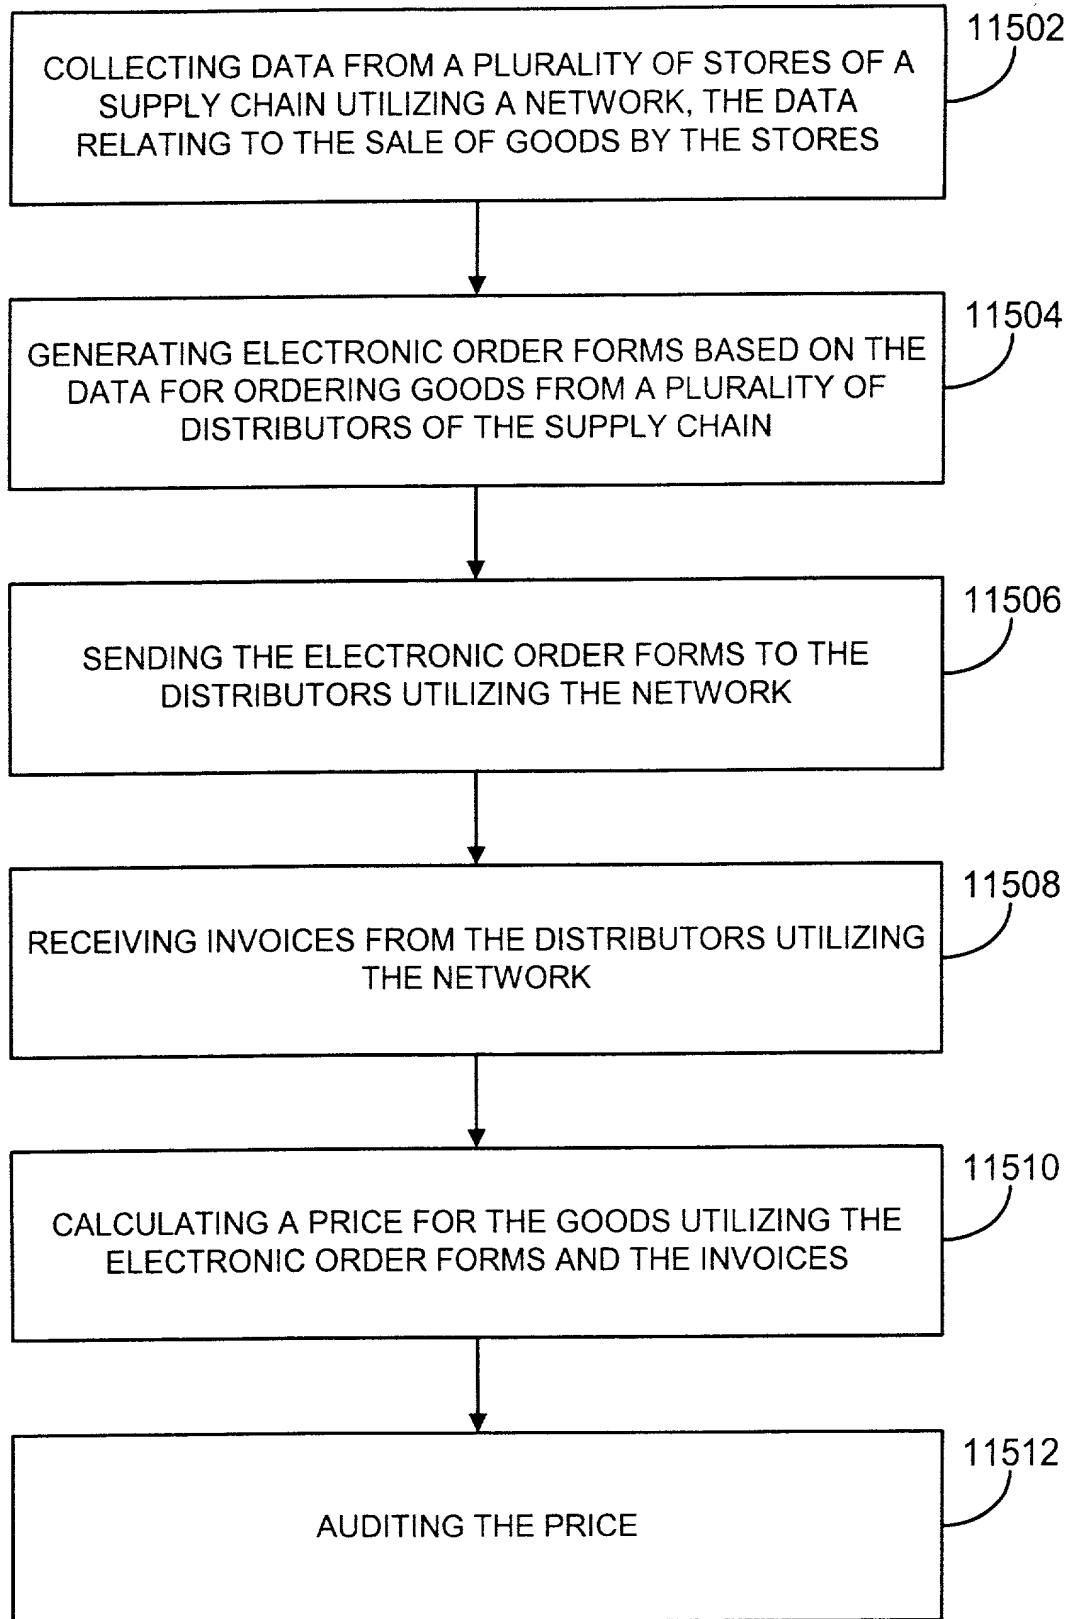 11502
COLLECTING DATA FROM A PLURALITY OF STORES OF A
SUPPLY CHAIN UTILIZING A NETWORK, THE DATA
RELATING TO THE SALE OF GOODS BY THE STORES
11504
GENERATING ELECTRONIC ORDER FORMS BASED ON THE
DATA FOR ORDERING GOODS FROM A PLURALITY OF
DISTRIBUTORS OF THE SUPPLY CHAIN
11506
SENDING THE ELECTRONIC ORDER FORMS TO THE
DISTRIBUTORS UTILIZING THE NETWORK
11508
RECEIVING INVOICES FROM THE DISTRIBUTORS UTILIZING
THE NETWORK
11510
CALCULATING A PRICE FOR THE GOODS UTILIZING THE
ELECTRONIC ORDER FORMS AND THE INVOICES
11512
AUDITING THE PRICE